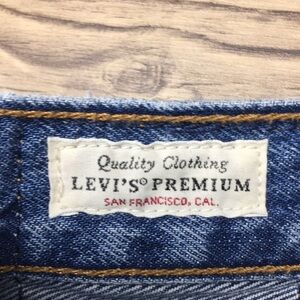 Quality Clothing
LEVI'S® PREMIUM
SAN FRANCISCO, CAL.